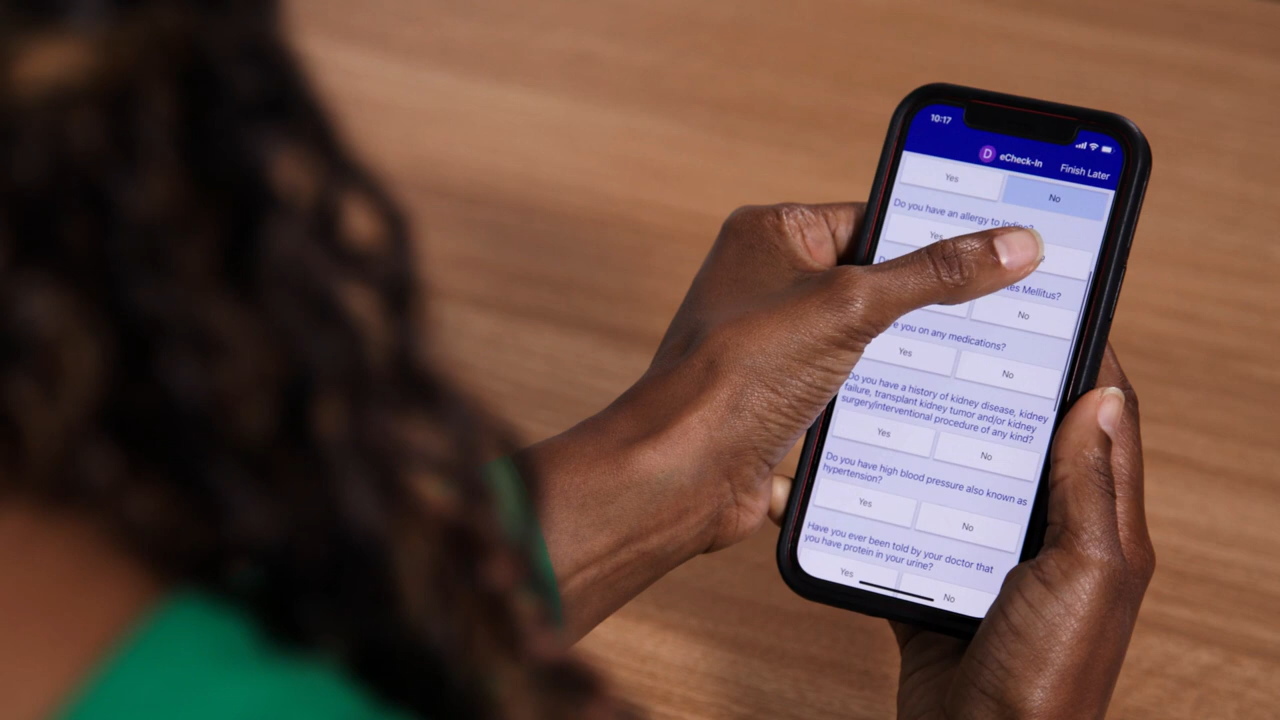 10:17
D eCheck-In Finish Later
Yes No
Do you have an allergy to Iodine?
Yes
Mellitus?
No
you on any medications?
Yes No
Do you have a history of kidney disease, kidney
failure, transplant kidney tumor and/or kidney
surgery/interventional procedure of any kind?
Yes No
Do you have high blood pressure also known as
hypertension?
Yes No
Have you ever been told by your doctor that
you have protein in your urine?
Yes No